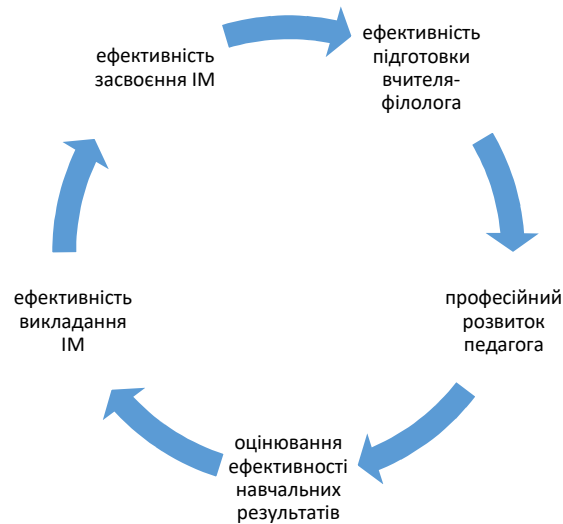 ефективність
засвоєння ІМ
ефективність
підготовки
вчителя-
філолога
професійний
розвиток
педагога
оцінювання
ефективності
навчальних
результатів
ефективність
викладання
ІМ